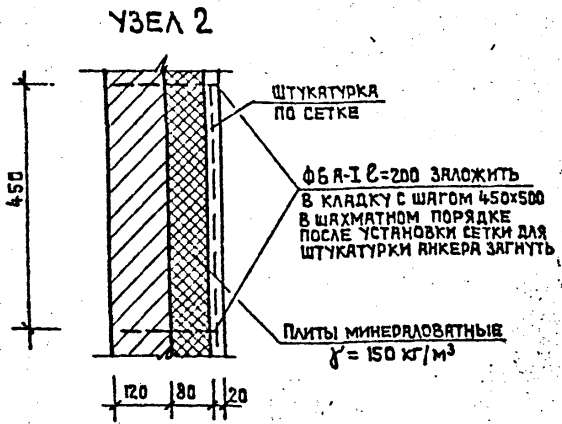 УЗЕЛ 2
ШТУКАТУРКА
ПО СЕТКЕ
450
ф6 А-I ℓ=200 ЗАЛОЖИТЬ
В КЛАДКУ С ШАГОМ 450х500
В ШАХМАТНОМ ПОРЯДКЕ
ПОСЛЕ УСТАНОВКИ СЕТКИ ДЛЯ
ШТУКАТУРКИ АНКЕРА ЗАГНУТЬ
ПЛИТЫ МИНЕРАЛОВАТНЫЕ
γ = 150 кг/м³
120 80 20